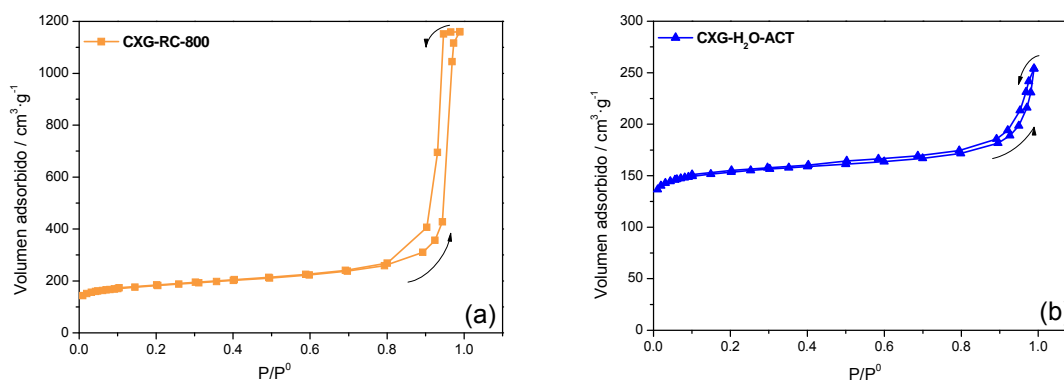 1200
1000
800
600
400
200
0
Volumen adsorbido / cm³·g⁻¹
CXG-RC-800
(a)
0.0 0.2 0.4 0.6 0.8 1.0
P/P⁰
300
250
200
150
100
50
0
Volumen adsorbido / cm³·g⁻¹
CXG-H₂O-ACT
(b
0.0 0.2 0.4 0.6 0.8 1.0
P/P⁰